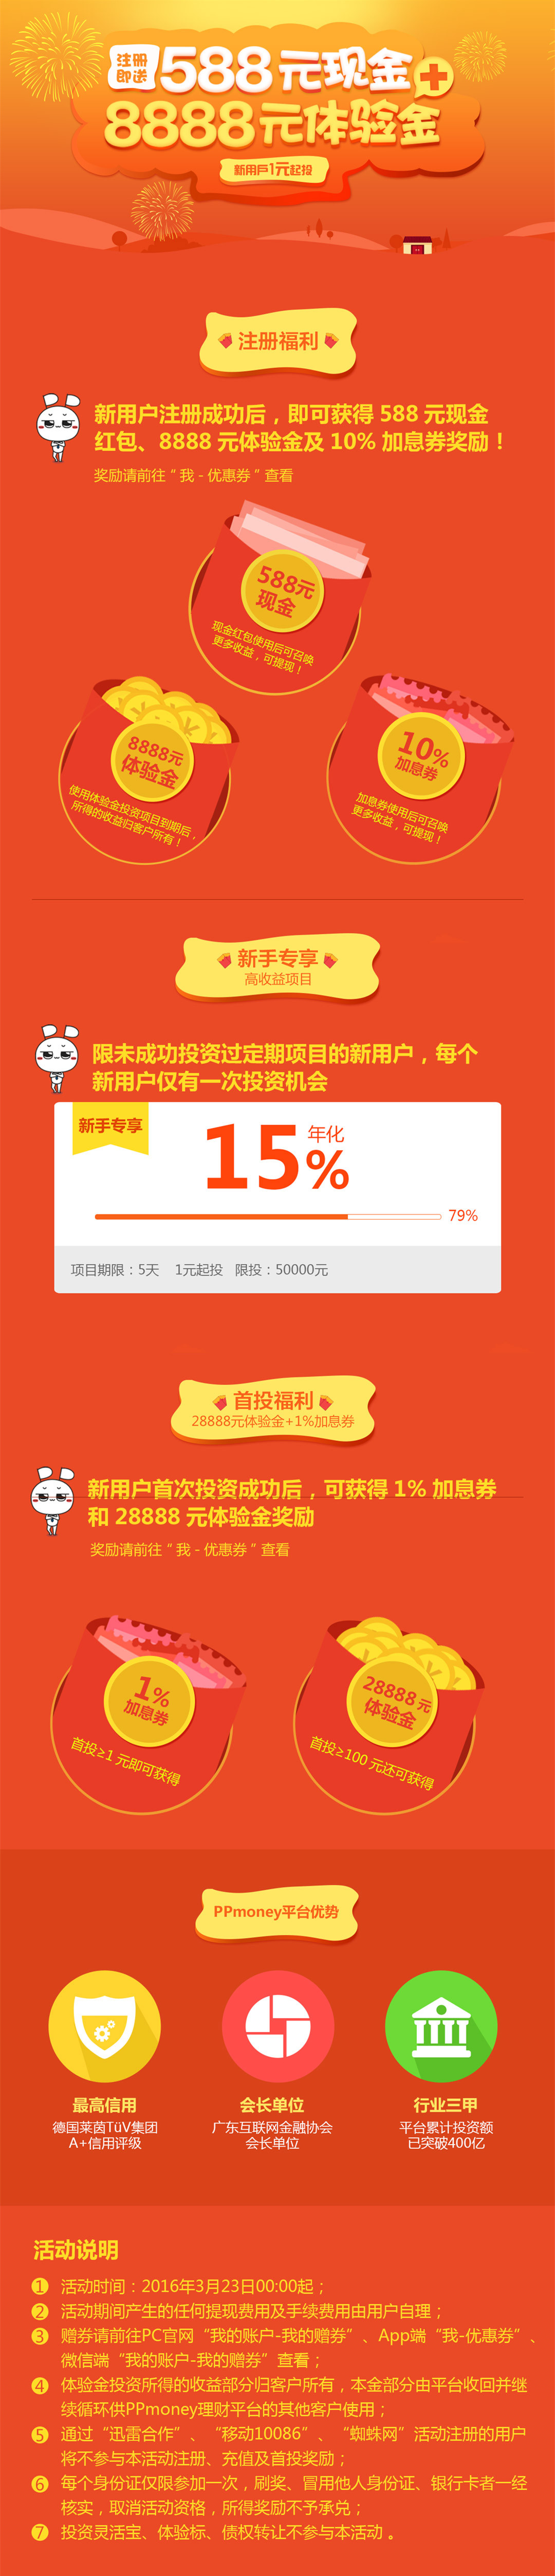 注册
即送
588元现金
8888元体验金
新用戶1元起投
注册福利
新用户注册成功后，即可获得 588 元现金
红包、8888 元体验金及 10% 加息券奖励！
奖励请前往“我 - 优惠券”查看
588元
现金
现金红包使用后可召唤
更多收益，可提现！
8888元
体验金
使用体验金投资项目到期后，
所得的收益归客户所有！
10%
加息券
加息券使用后可召唤
更多收益，可提现！
新手专享
高收益项目
限未成功投资过定期项目的新用户，每个
新用户仅有一次投资机会
新手专享
15%
年化
79%
项目期限：5天 1元起投 限投：50000元
首投福利
28888元体验金+1%加息券
新用户首次投资成功后，可获得 1% 加息券
和 28888 元体验金奖励
奖励请前往“我 - 优惠券”查看
1%
加息券
首投≥1 元即可获得
28888 元
体验金
首投≥100 元还可获得
PPmoney平台优势
最高信用
德国莱茵TüV集团
A+信用评级
会长单位
广东互联网金融协会
会长单位
行业三甲
平台累计投资额
已突破400亿
活动说明
1 活动时间：2016年3月23日00:00起；
2 活动期间产生的任何提现费用及手续费用由用户自理；
3 赠券请前往PC官网“我的账户-我的赠券”、App端“我-优惠券”、
微信端“我的账户-我的赠券”查看；
4 体验金投资所得的收益部分归客户所有，本金部分由平台收回并继
续循环供PPmoney理财平台的其他客户使用；
5 通过“迅雷合作”、“移动10086”、“蜘蛛网”活动注册的用户
将不参与本活动注册、充值及首投奖励；
6 每个身份证仅限参加一次，刷奖、冒用他人身份证、银行卡者一经
核实，取消活动资格，所得奖励不予承兑；
7 投资灵活宝、体验标、债权转让不参与本活动 。